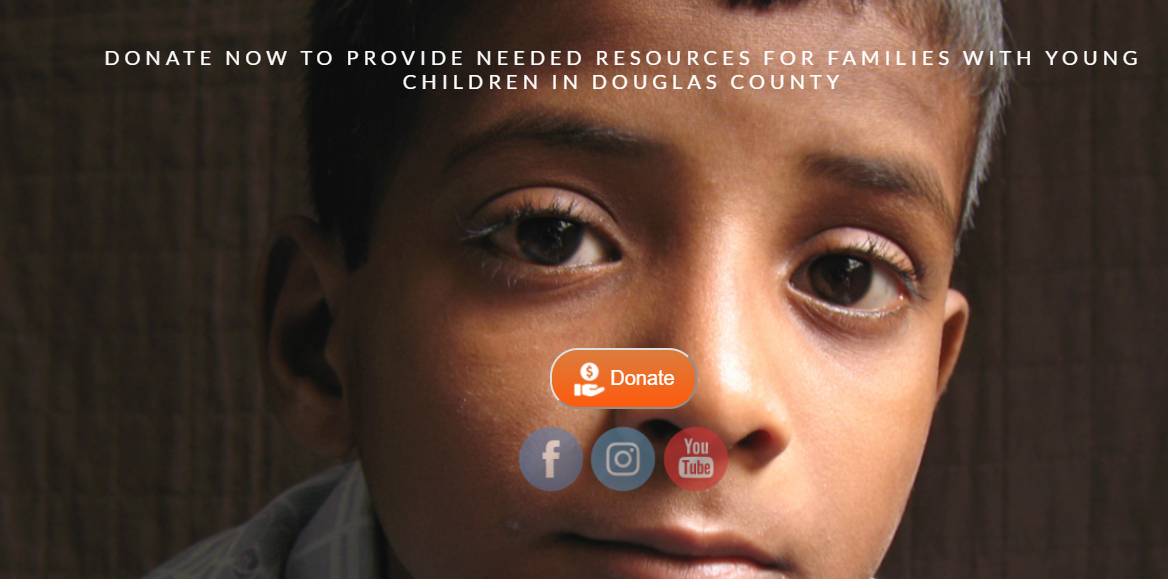 DONATE NOW TO PROVIDE NEEDED RESOURCES FOR FAMILIES WITH YOUNG
CHILDREN IN DOUGLAS COUNTY
$ Donate
f You
Tube